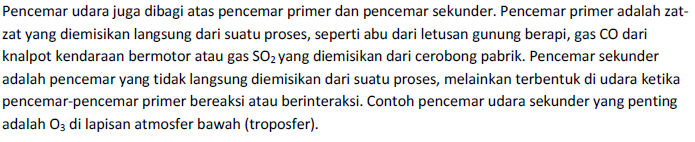 Pencemar udara juga dibagi atas pencemar primer dan pencemar sekunder. Pencemar primer adalah zat-
zat yang diemisikan langsung dari suatu proses, seperti abu dari letusan gunung berapi, gas CO dari
knalpot kendaraan bermotor atau gas SO₂ yang diemisikan dari cerobong pabrik. Pencemar sekunder
adalah pencemar yang tidak langsung diemisikan dari suatu proses, melainkan terbentuk di udara ketika
pencemar-pencemar primer bereaksi atau berinteraksi. Contoh pencemar udara sekunder yang penting
adalah O₃ di lapisan atmosfer bawah (troposfer).